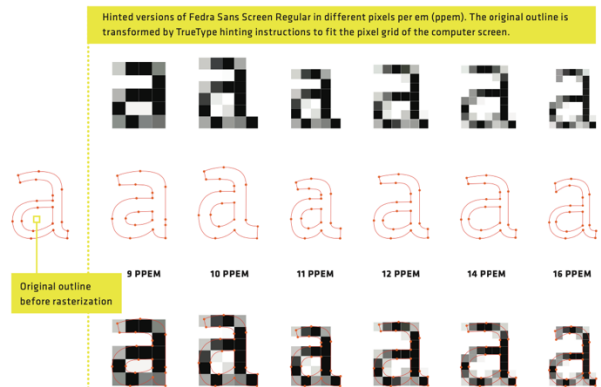 Hinted versions of Fedra Sans Screen Regular in different pixels per em (ppem). The original outline is
transformed by TrueType hinting instructions to fit the pixel grid of the computer screen.
a a a a a a
a a a a a a a
9 PPEM 10 PPEM 11 PPEM 12 PPEM 14 PPEM 16 PPEM
Original outline
before rasterization
a a a a a a